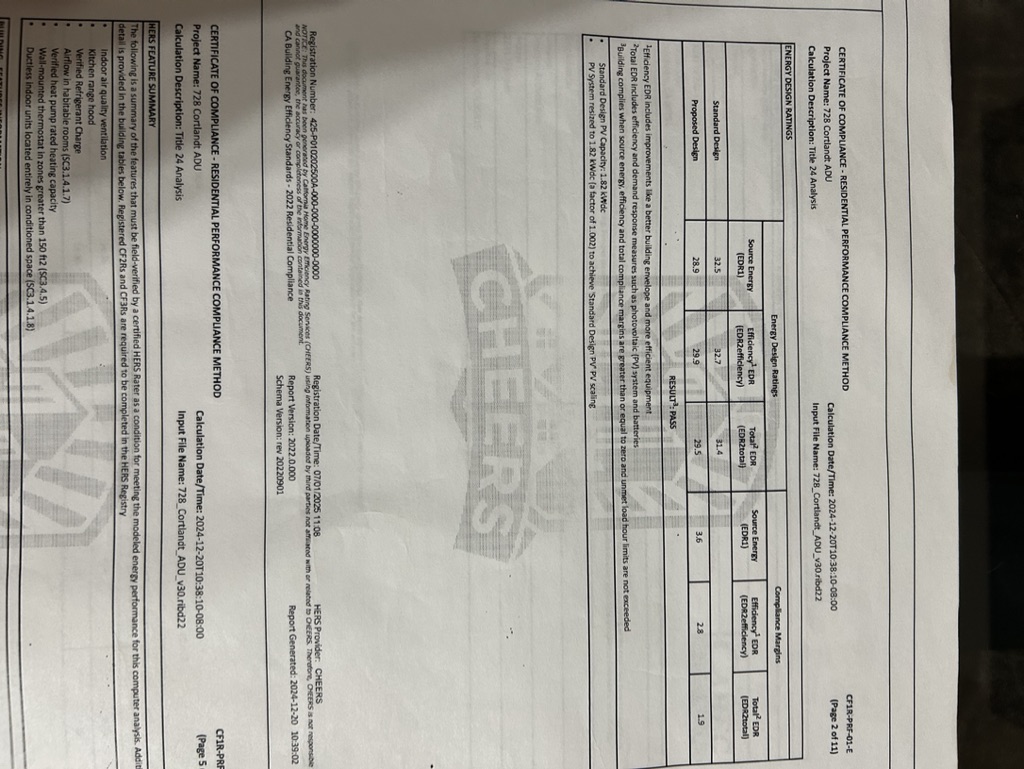 CERTIFICATE OF COMPLIANCE - RESIDENTIAL PERFORMANCE COMPLIANCE METHOD
CF1R-PRF-01-E
Project Name: 728 Cortlandt ADU
Calculation Date/Time: 2024-12-20T10:38:10-08:00
(Page 2 of 11)
Calculation Description: Title 24 Analysis
Input File Name: 728_Cortlandt_ADU_v30.ribd22
ENERGY DESIGN RATINGS
Energy Design Ratings
Compliance Margins
Source Energy (EDR1)
Efficiency¹ EDR (EDR2efficiency)
Total² EDR (EDR2total)
Source Energy (EDR1)
Efficiency¹ EDR (EDR2efficiency)
Total² EDR (EDR2total)
Standard Design 32.5 32.7 31.4
Proposed Design 28.9 29.9 29.5 3.6 2.8 1.9
RESULT³: PASS
¹Efficiency EDR includes improvements like a better building envelope and more efficient equipment
²Total EDR includes efficiency and demand response measures such as photovoltaic (PV) system and batteries
³Building complies when source energy, efficiency and total compliance margins are greater than or equal to zero and unmet load hour limits are not exceeded
• Standard Design PV Capacity: 1.82 kWdc
• PV System resized to 1.82 kWdc (a factor of 1.002) to achieve 'Standard Design PV' PV scaling
CHEERS
Registration Number: 425-P010202500A-000-000-0000000-0000
Registration Date/Time: 07/01/2025 11:08
HERS Provider: CHEERS
NOTICE: This document has been generated by California Home Energy Efficiency Rating Services (CHEERS) using information uploaded by third parties not affiliated with or related to CHEERS. Therefore, CHEERS is not responsible
and cannot guarantee, the accuracy or completeness of the information contained in this document.
CA Building Energy Efficiency Standards - 2022 Residential Compliance
Report Version: 2022.0.000
Report Generated: 2024-12-20 10:39:02
Schema Version: rev 20220901
CERTIFICATE OF COMPLIANCE - RESIDENTIAL PERFORMANCE COMPLIANCE METHOD
CF1R-PRF
Project Name: 728 Cortlandt ADU
Calculation Date/Time: 2024-12-20T10:38:10-08:00
(Page 5
Calculation Description: Title 24 Analysis
Input File Name: 728_Cortlandt_ADU_v30.ribd22
HERS FEATURE SUMMARY
The following is a summary of the features that must be field-verified by a certified HERS Rater as a condition for meeting the modeled energy performance for this computer analysis. Addit
detail is provided in the building tables below. Registered CF2Rs and CF3Rs are required to be completed in the HERS Registry
• Indoor air quality ventilation
• Kitchen range hood
• Verified Refrigerant Charge
• Airflow in habitable rooms (SC3.1.4.1.7)
• Verified heat pump rated heating capacity
• Wall-mounted thermostat in zones greater than 150 ft2 (SC3.4.5)
• Ductless indoor units located entirely in conditioned space (SC3.1.4.1.8)